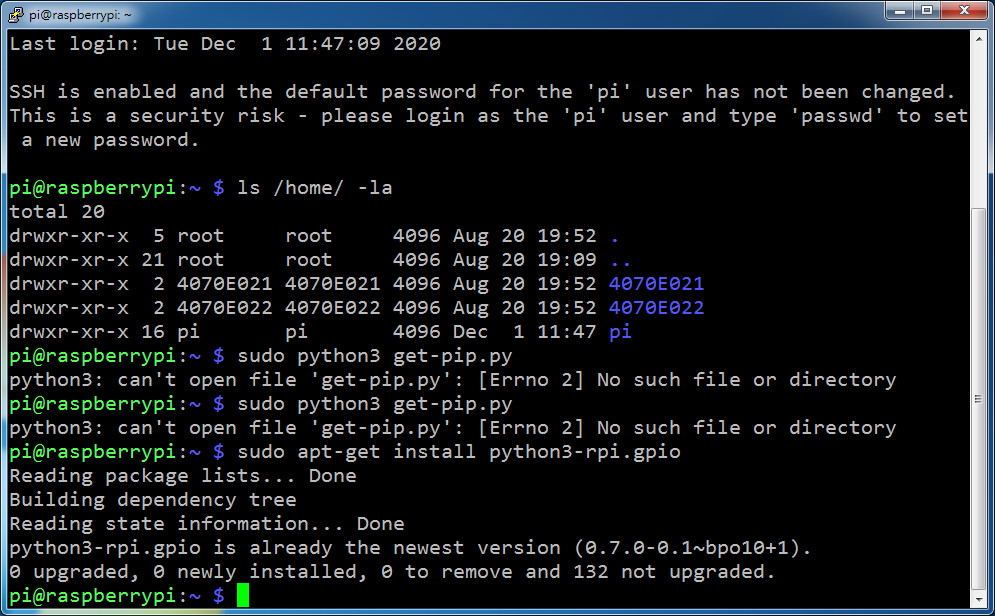 pi@raspberrypi: ~
Last login: Tue Dec  1 11:47:09 2020
SSH is enabled and the default password for the 'pi' user has not been changed.
This is a security risk - please login as the 'pi' user and type 'passwd' to set
 a new password.
pi@raspberrypi:~ $ ls /home/ -la
total 20
drwxr-xr-x  5 root     root     4096 Aug 20 19:52 .
drwxr-xr-x 21 root     root     4096 Aug 20 19:09 ..
drwxr-xr-x  2 4070E021 4070E021 4096 Aug 20 19:52 4070E021
drwxr-xr-x  2 4070E022 4070E022 4096 Aug 20 19:52 4070E022
drwxr-xr-x 16 pi       pi       4096 Dec  1 11:47 pi
pi@raspberrypi:~ $ sudo python3 get-pip.py
python3: can't open file 'get-pip.py': [Errno 2] No such file or directory
pi@raspberrypi:~ $ sudo python3 get-pip.py
python3: can't open file 'get-pip.py': [Errno 2] No such file or directory
pi@raspberrypi:~ $ sudo apt-get install python3-rpi.gpio
Reading package lists... Done
Building dependency tree
Reading state information... Done
python3-rpi.gpio is already the newest version (0.7.0-0.1~bpo10+1).
0 upgraded, 0 newly installed, 0 to remove and 132 not upgraded.
pi@raspberrypi:~ $